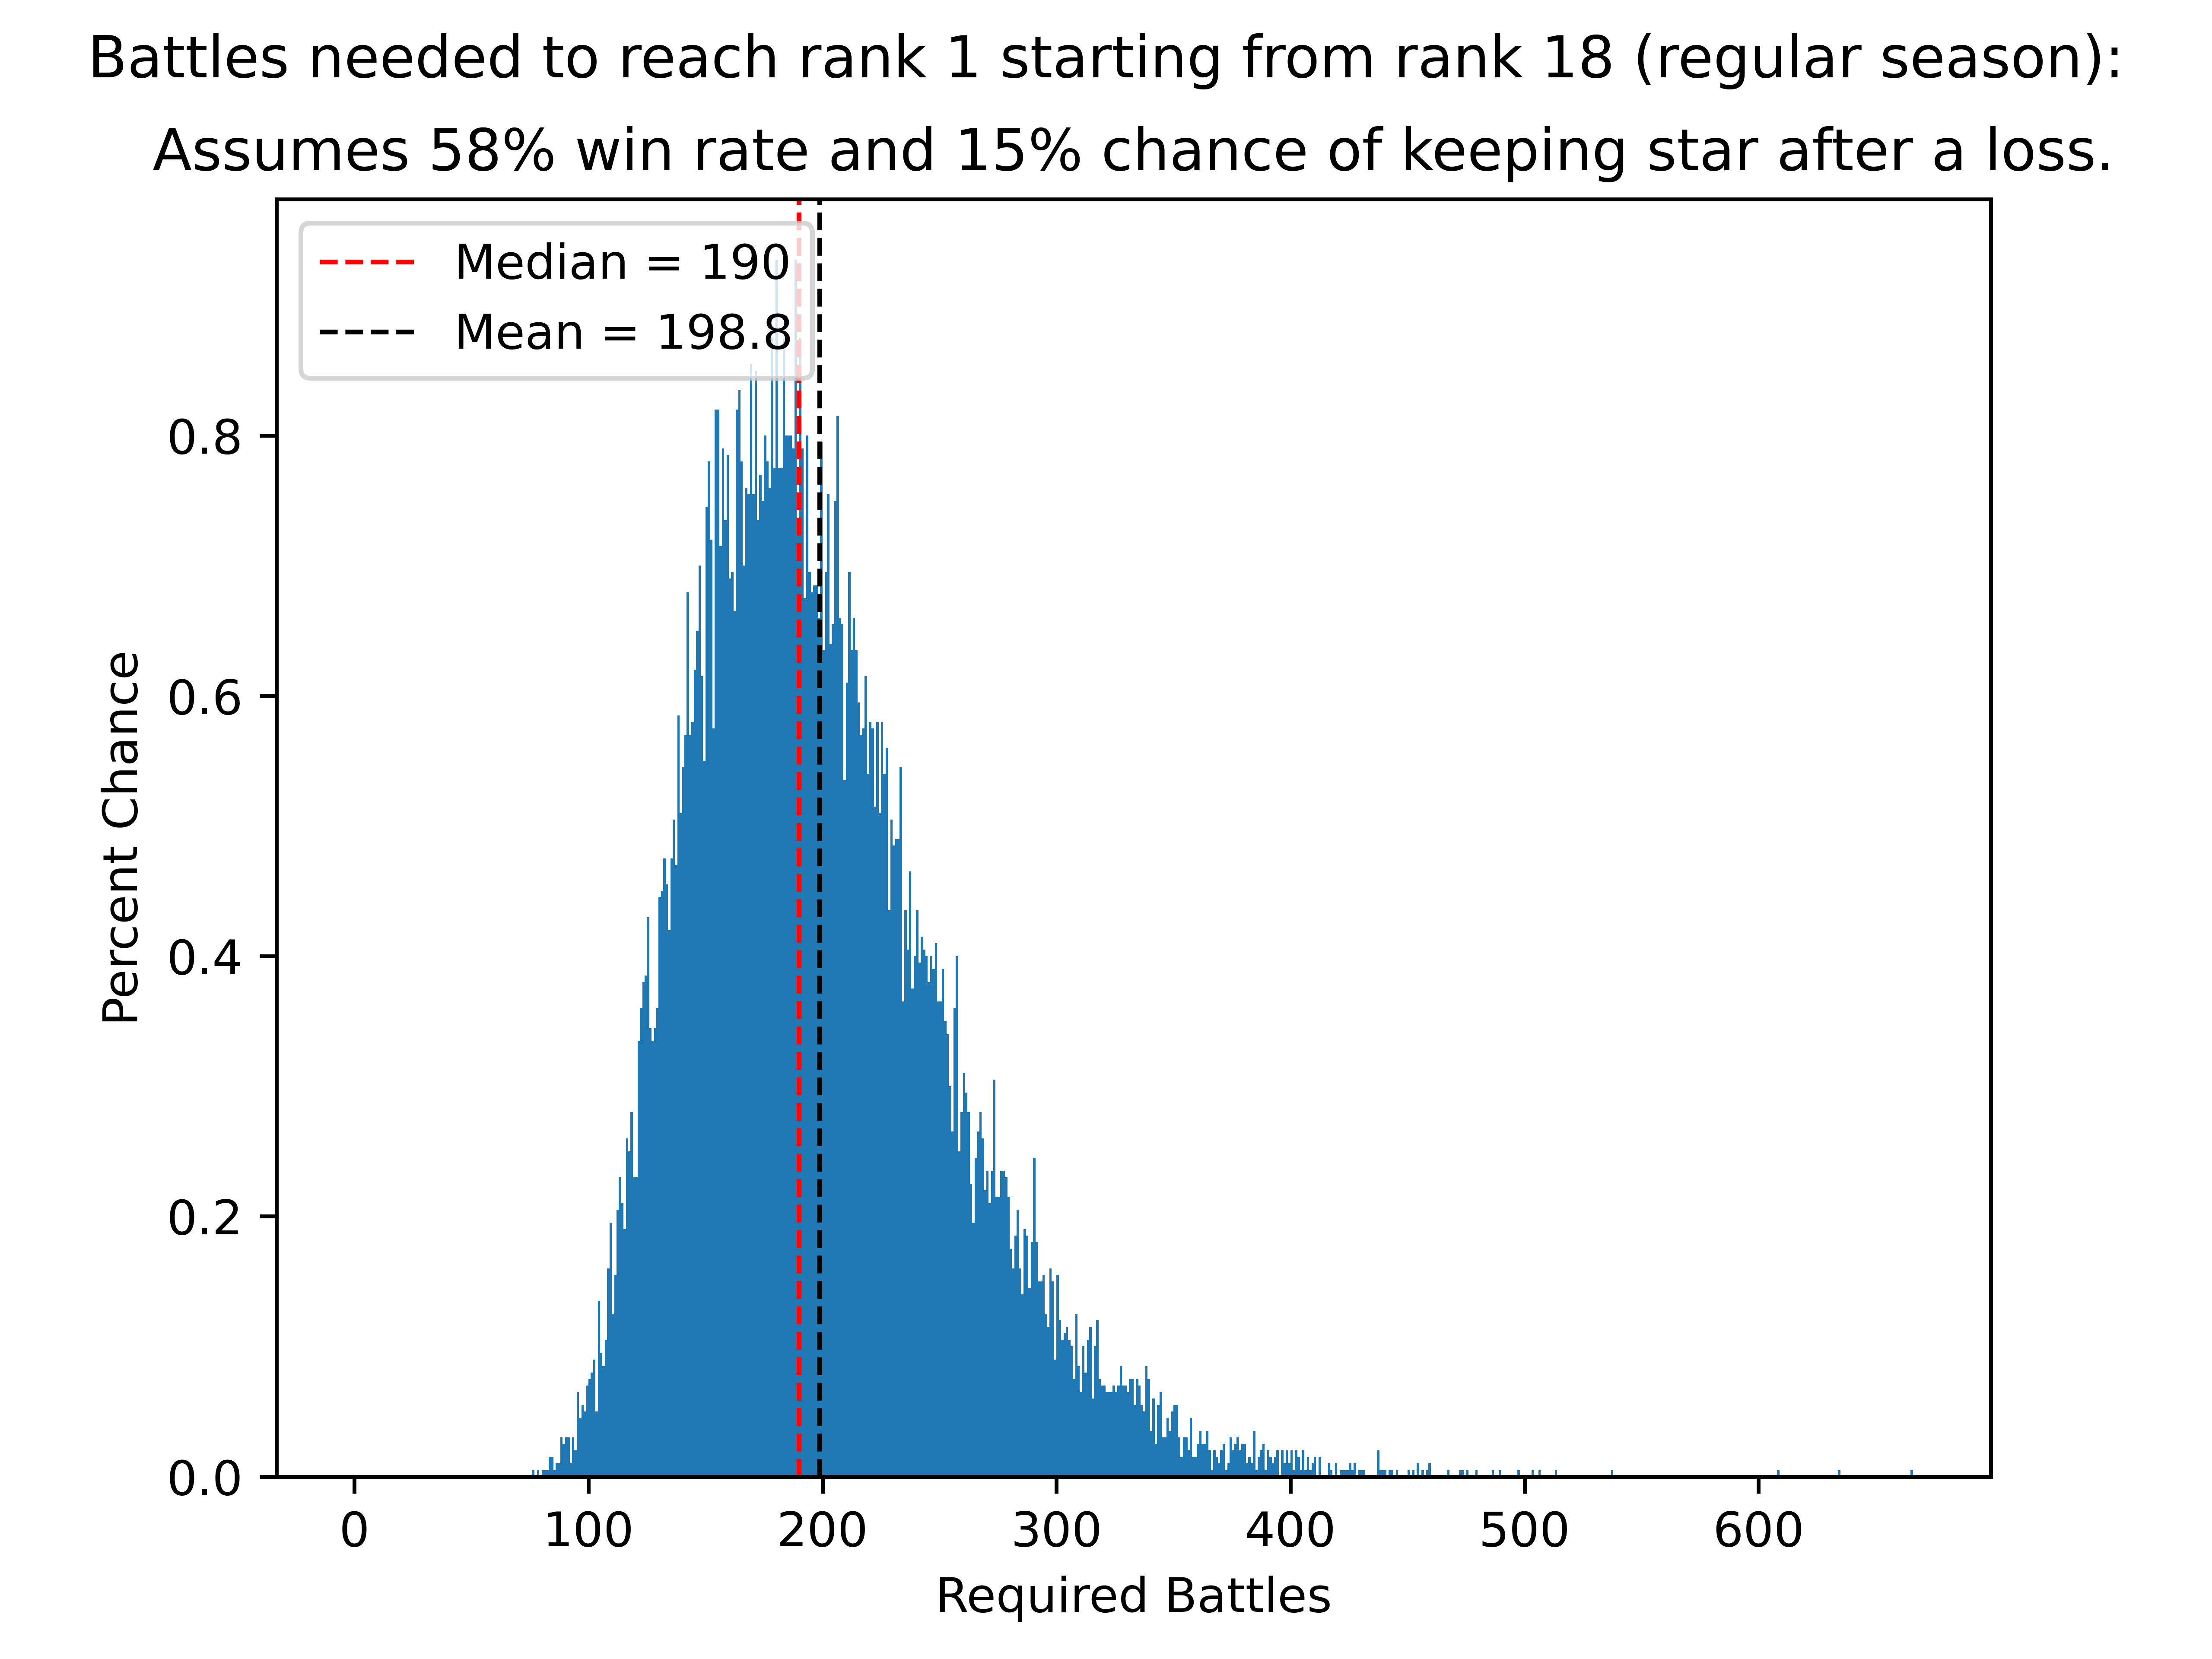 Battles needed to reach rank 1 starting from rank 18 (regular season):
Assumes 58% win rate and 15% chance of keeping star after a loss.
Median = 190
Mean = 198.8
Percent Chance
0.8
0.6
0.4
0.2
0.0
0 100 200 300 400 500 600
Required Battles